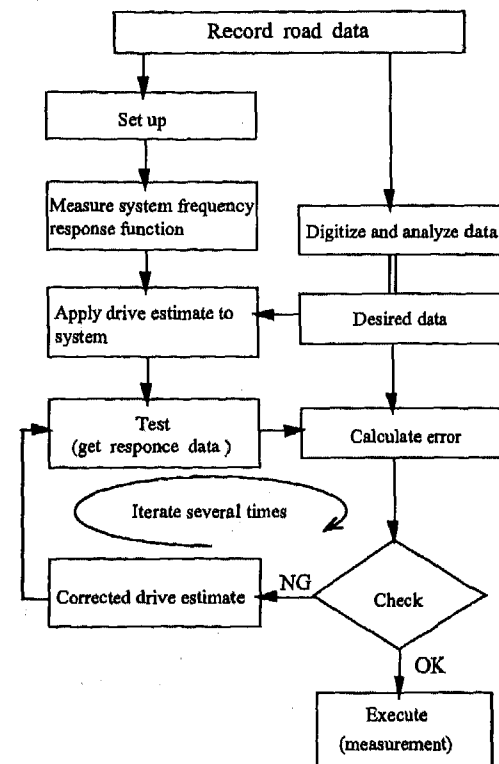 Record road data
Set up
Measure system frequency
response function
Digitize and analyze data
Apply drive estimate to
system
Desired data
Test
(get responce data )
Calculate error
Iterate several times
Corrected drive estimate
NG
Check
OK
Execute
(measurement)